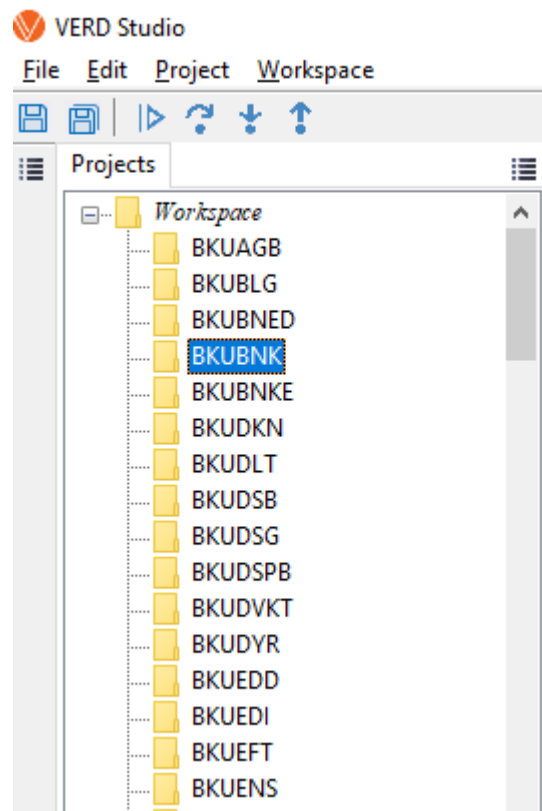 VERD Studio
File Edit Project Workspace
Projects
Workspace
BKUAGB
BKUBLG
BKUBNED
BKUBNK
BKUBNKE
BKUDKN
BKUDLT
BKUDSB
BKUDSG
BKUDSPB
BKUDVKT
BKUDYR
BKUEDD
BKUEDI
BKUEFT
BKUENS